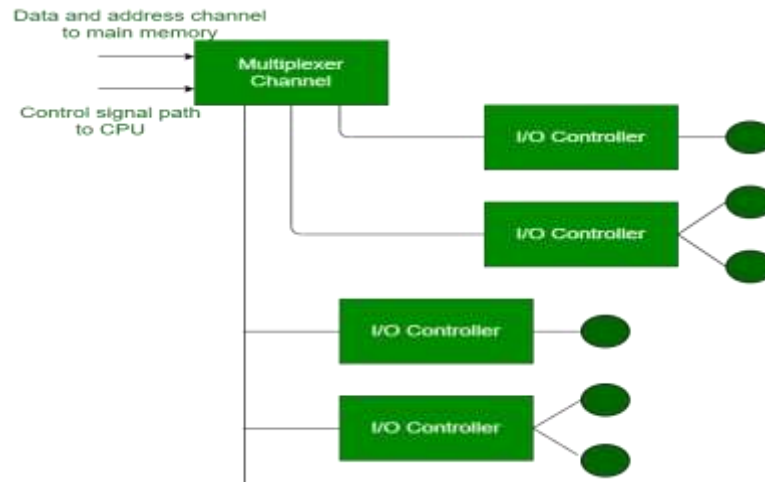 Data and address channel
to main memory
Multiplexer
Channel
Control signal path
to CPU
I/O Controller
I/O Controller
I/O Controller
I/O Controller